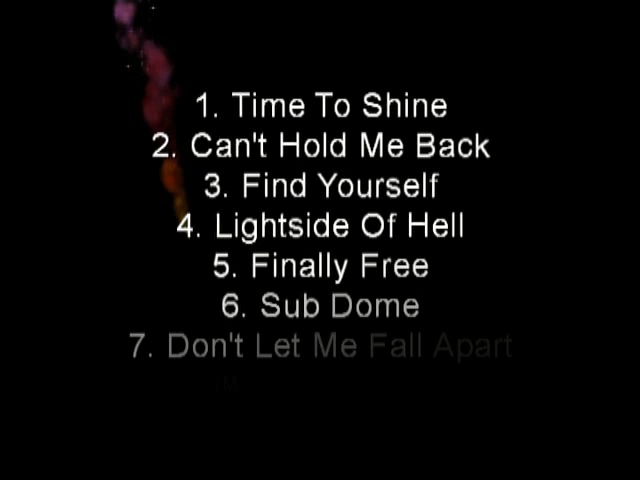 1. Time To Shine
2. Can't Hold Me Back
3. Find Yourself
4. Lightside Of Hell
5. Finally Free
6. Sub Dome
7. Don't Let Me Fall Apart